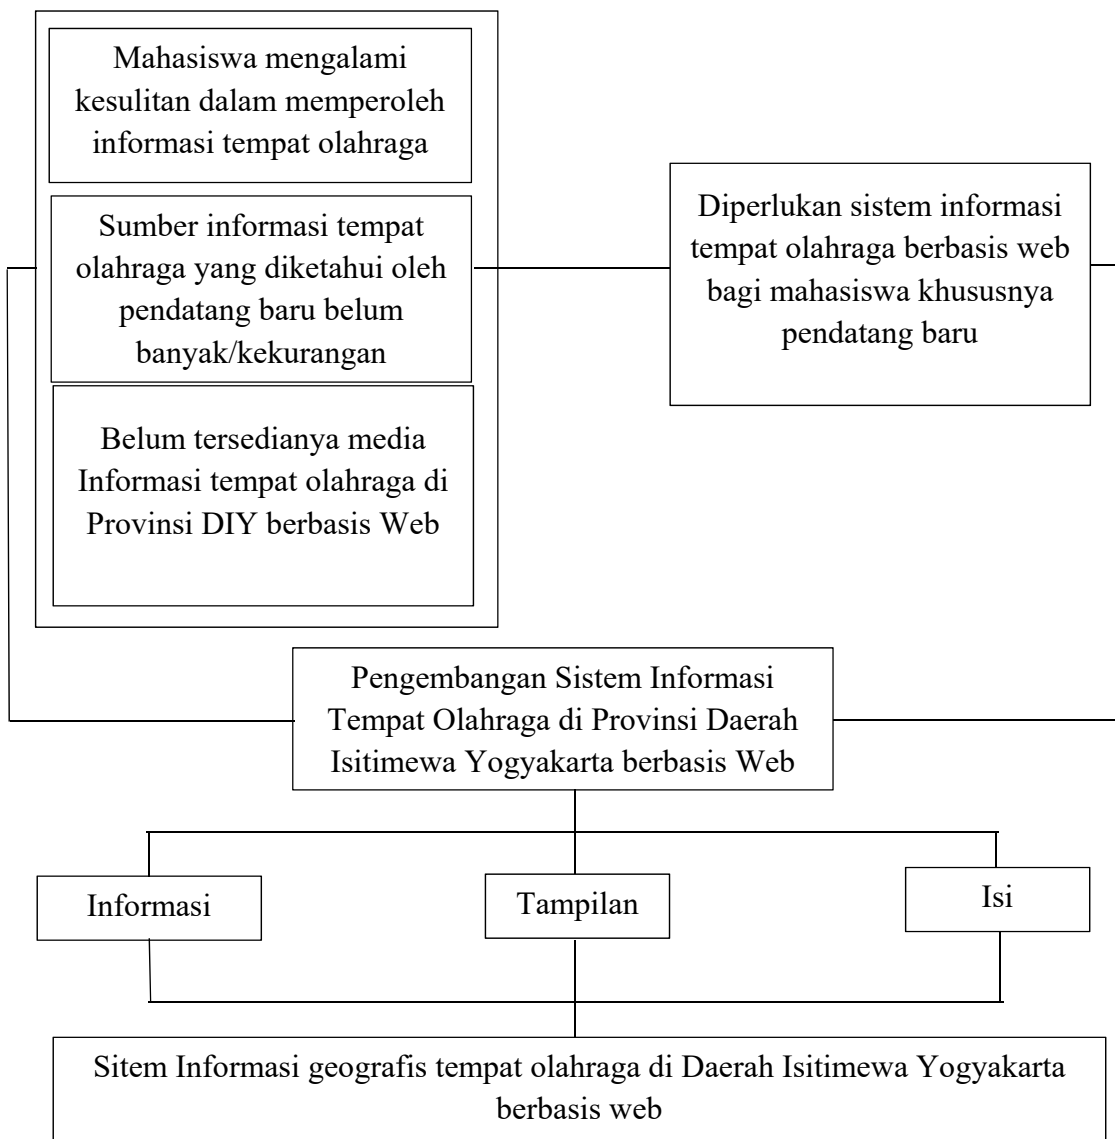 Mahasiswa mengalami
kesulitan dalam memperoleh
informasi tempat olahraga
Sumber informasi tempat
olahraga yang diketahui oleh
pendatang baru belum
banyak/kekurangan
Belum tersedianya media
Informasi tempat olahraga di
Provinsi DIY berbasis Web
Diperlukan sistem informasi
tempat olahraga berbasis web
bagi mahasiswa khususnya
pendatang baru
Pengembangan Sistem Informasi
Tempat Olahraga di Provinsi Daerah
Isitimewa Yogyakarta berbasis Web
Informasi
Tampilan
Isi
Sitem Informasi geografis tempat olahraga di Daerah Isitimewa Yogyakarta
berbasis web